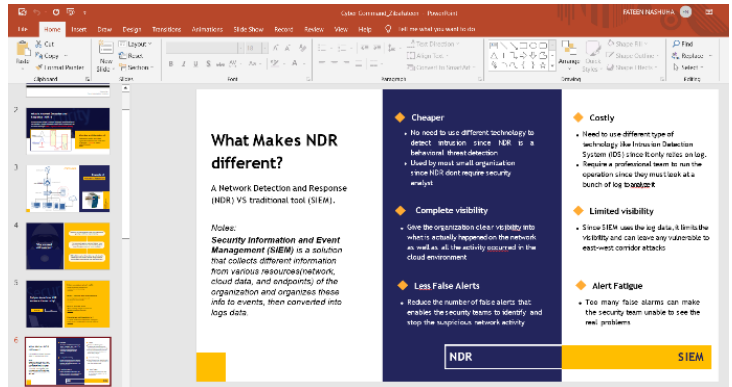 Cyber Command_Zibafateen - PowerPoint
FATEEN NASHUHA
File Home Insert Draw Design Transitions Animations Slide Show Record Review View Help Tell me what you want to do
Paste
Cut
Copy
Format Painter
Clipboard
New
Slide
Layout
Reset
Section
Slides
Font
Text Direction
Align Text
Convert to SmartArt
Paragraph
Arrange
Quick
Styles
Shape Fill
Shape Outline
Shape Effects
Drawing
Find
Replace
Select
Editing
2
3
4
5
6
What Makes NDR
different?
A Network Detection and Response
(NDR) VS traditional tool (SIEM).
Notes:
Security Information and Event
Management (SIEM) is a solution
that collects different information
from various resources(network,
cloud data, and endpoints) of the
organization and organizes these
info to events, then converted into
logs data.
Cheaper
• No need to use different technology to
detect intrusion since NDR is a
behavioral threat detection
• Used by most small organization
since NDR dont require security
analyst
Complete visibility
• Give the organization clear visibility into
what is actually happened on the network
as well as all the activity occurred in the
cloud environment
Less False Alerts
• Reduce the number of false alerts that
enables the security teams to identify and
stop the suspicious network activity
NDR
Costly
• Need to use different type of
technology like Intrusion Detection
System (IDS) since it only relies on log.
• Require a professional team to run the
operation since they must look at a
bunch of log to analyze it
Limited visibility
• Since SIEM uses the log data, it limits the
visibility and can leave any vulnerable to
east-west corridor attacks
Alert Fatigue
• Too many false alarms can make
the security team unable to see the
real problems
SIEM